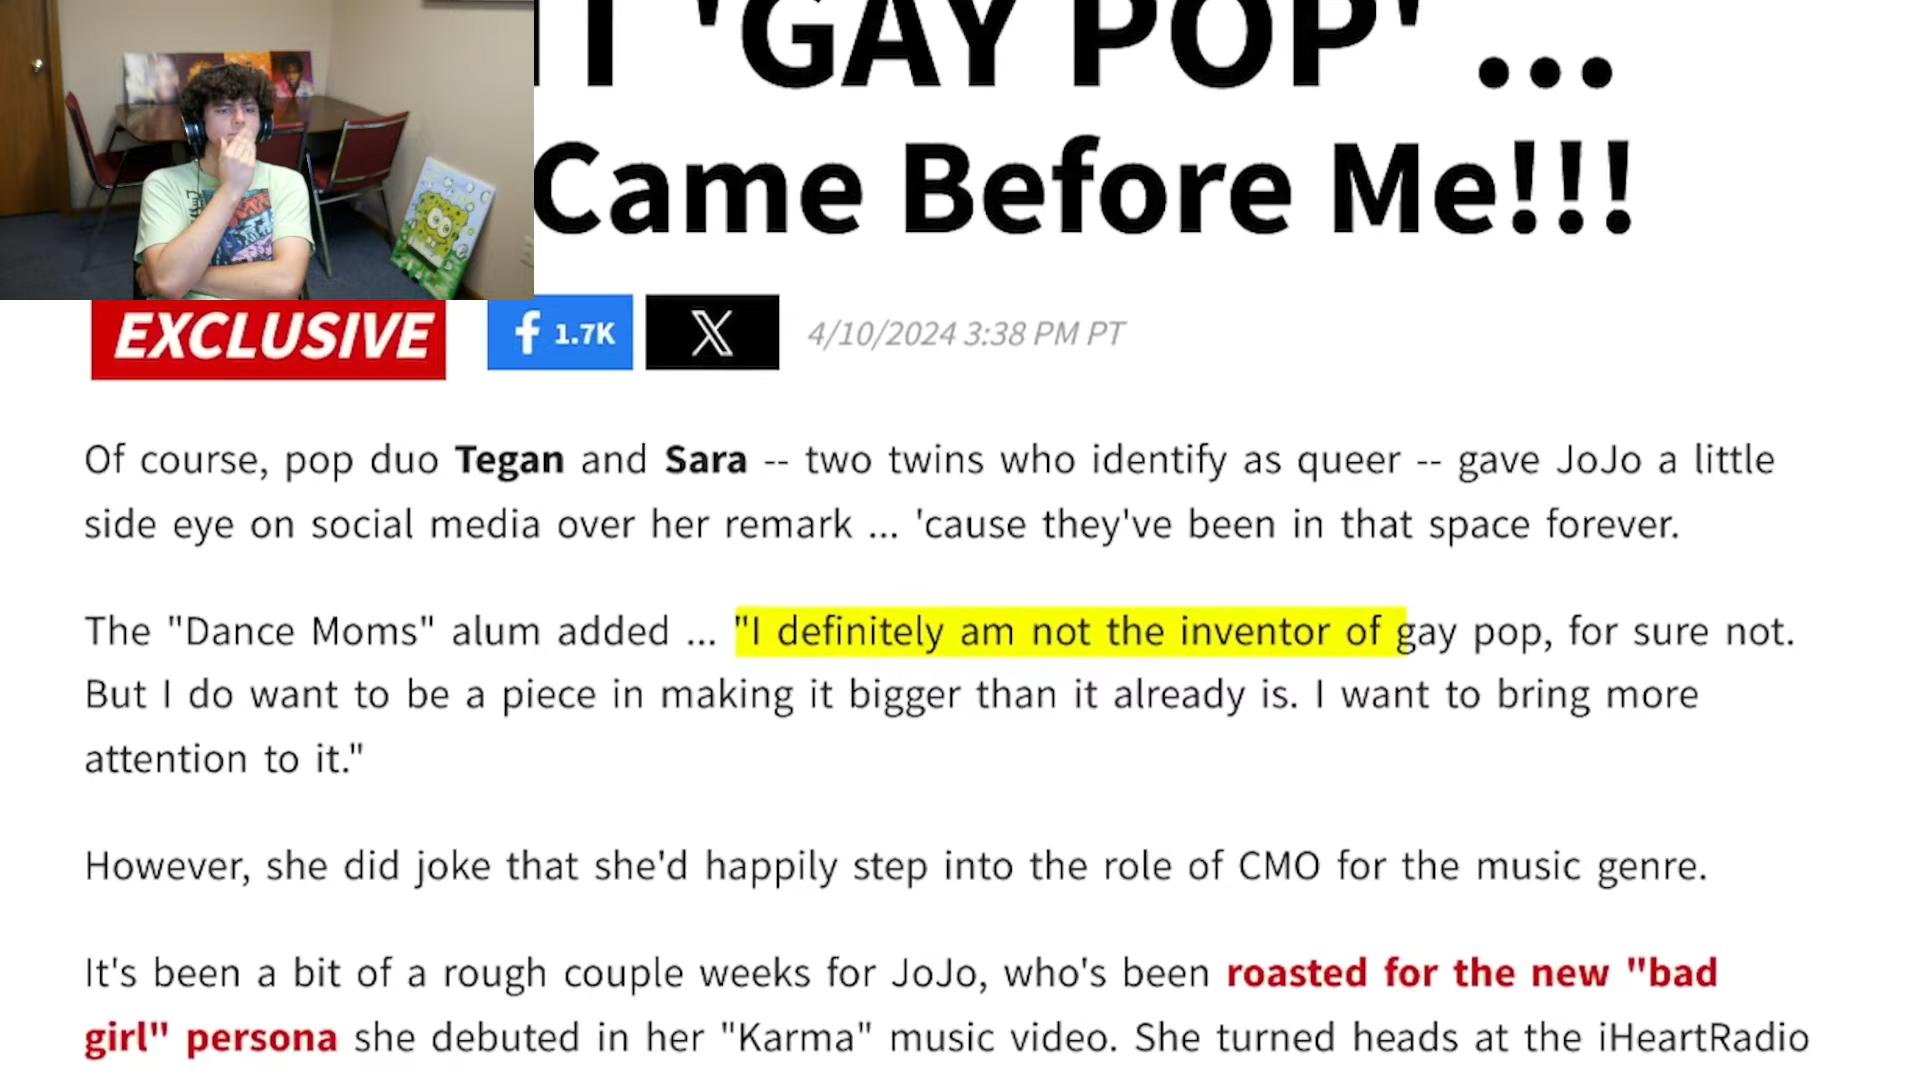 T 'GAY POP' ...
Came Before Me!!!
EXCLUSIVE
1.7K
4/10/2024 3:38 PM PT
Of course, pop duo Tegan and Sara -- two twins who identify as queer -- gave JoJo a little
side eye on social media over her remark ... 'cause they've been in that space forever.
The "Dance Moms" alum added ... "I definitely am not the inventor of gay pop, for sure not.
But I do want to be a piece in making it bigger than it already is. I want to bring more
attention to it."
However, she did joke that she'd happily step into the role of CMO for the music genre.
It's been a bit of a rough couple weeks for JoJo, who's been roasted for the new "bad
girl" persona she debuted in her "Karma" music video. She turned heads at the iHeartRadio